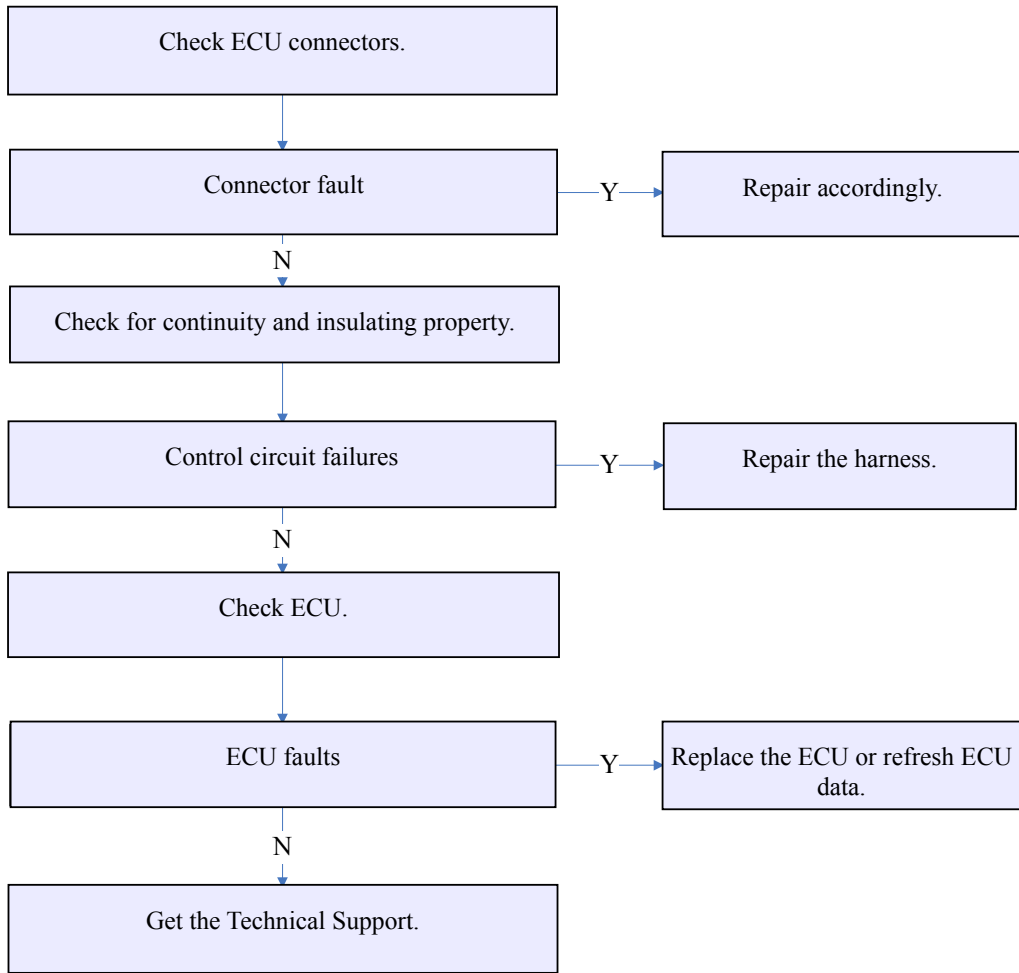 Check ECU connectors.
Connector fault
Y
Repair accordingly.
N
Check for continuity and insulating property.
Control circuit failures
Y
Repair the harness.
N
Check ECU.
ECU faults
Y
Replace the ECU or refresh ECU
data.
N
Get the Technical Support.